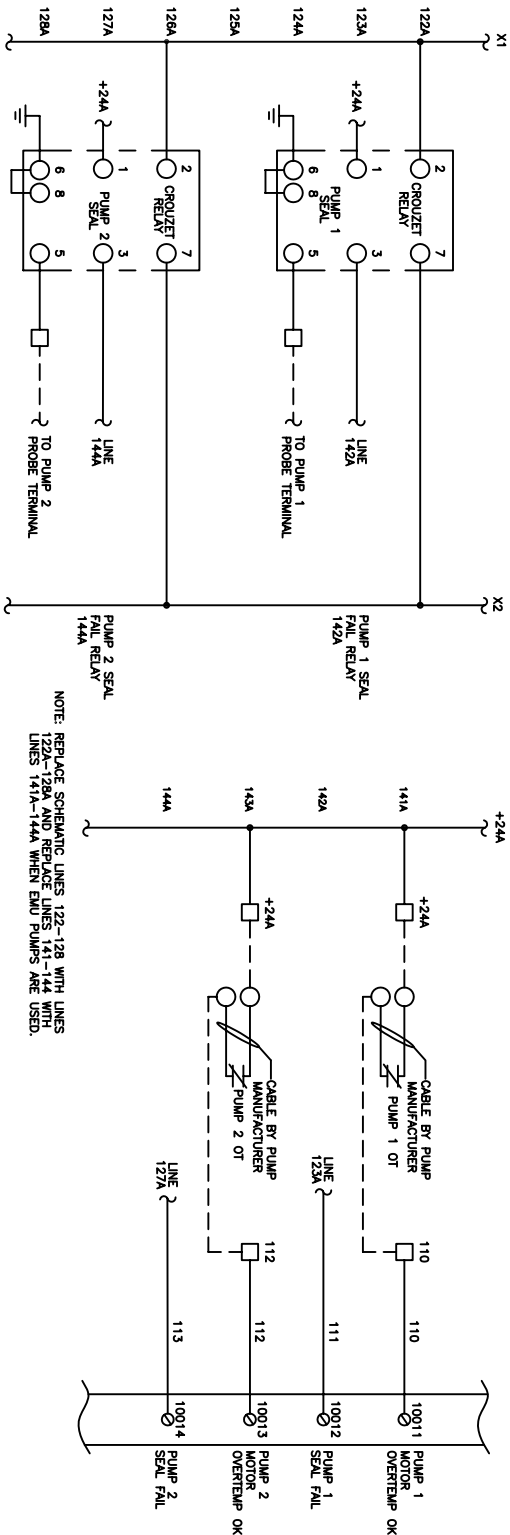 X1
122A
123A
124A
125A
126A
127A
128A
2
CROUZET
RELAY
7
+24A
1
3
LINE
142A
PUMP 1
SEAL
6
8
5
TO PUMP 1
PROBE TERMINAL
2
CROUZET
RELAY
7
+24A
1
3
LINE
144A
PUMP 2
SEAL
6
8
5
TO PUMP 2
PROBE TERMINAL
X2
PUMP 1 SEAL
FAIL RELAY
142A
PUMP 2 SEAL
FAIL RELAY
144A
+24A
141A
142A
143A
144A
+24A
CABLE BY PUMP
MANUFACTURER
PUMP 1 OT
110
110
10011
PUMP 1
MOTOR
OVERTEMP OK
LINE
123A
111
10012
PUMP 1
SEAL FAIL
+24A
CABLE BY PUMP
MANUFACTURER
PUMP 2 OT
112
112
10013
PUMP 2
MOTOR
OVERTEMP OK
LINE
127A
113
10014
PUMP 2
SEAL FAIL
NOTE: REPLACE SCHEMATIC LINES 122-128 WITH LINES
122A-128A AND REPLACE LINES 141-144 WITH
LINES 141A-144A WHEN EMU PUMPS ARE USED.